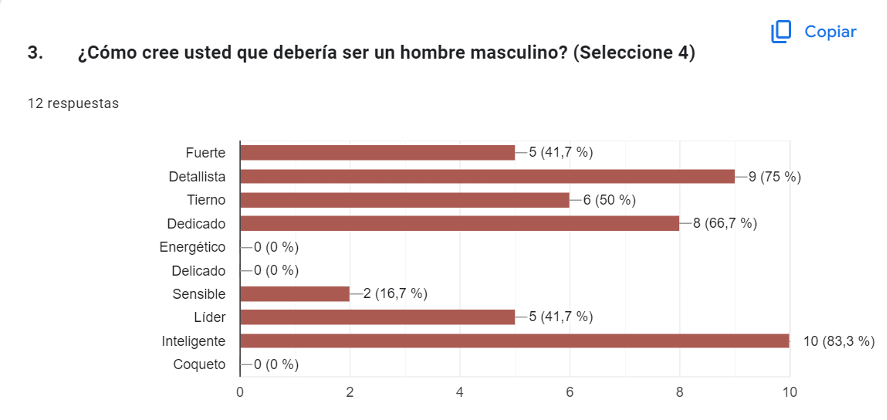 Copiar
3. ¿Cómo cree usted que debería ser un hombre masculino? (Seleccione 4)
12 respuestas
Fuerte 5 (41,7 %)
Detallista 9 (75 %)
Tierno 6 (50 %)
Dedicado 8 (66,7 %)
Energético 0 (0 %)
Delicado 0 (0 %)
Sensible 2 (16,7 %)
Líder 5 (41,7 %)
Inteligente 10 (83,3 %)
Coqueto 0 (0 %)
0 2 4 6 8 10